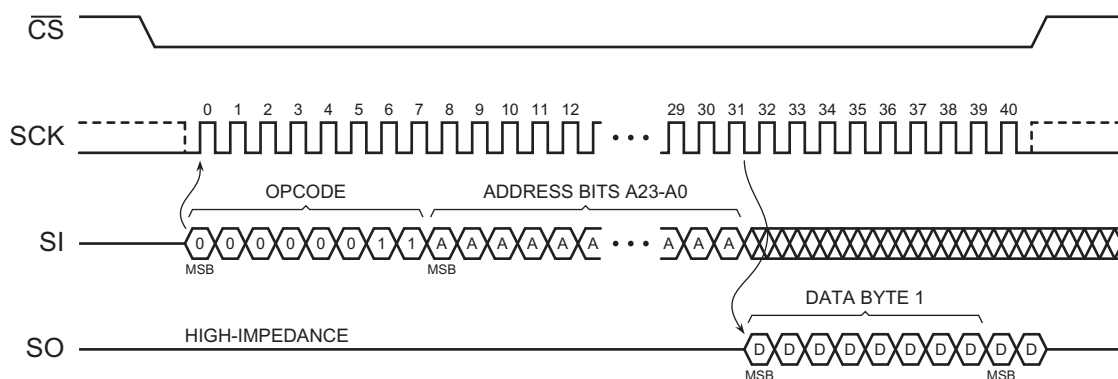 CS
0 1 2 3 4 5 6 7 8 9 10 11 12 29 30 31 32 33 34 35 36 37 38 39 40
SCK
OPCODE ADDRESS BITS A23-A0
SI 0 0 0 0 0 0 1 1 A A A A A A A A A
MSB MSB
DATA BYTE 1
HIGH-IMPEDANCE
SO D D D D D D D D D D
MSB MSB